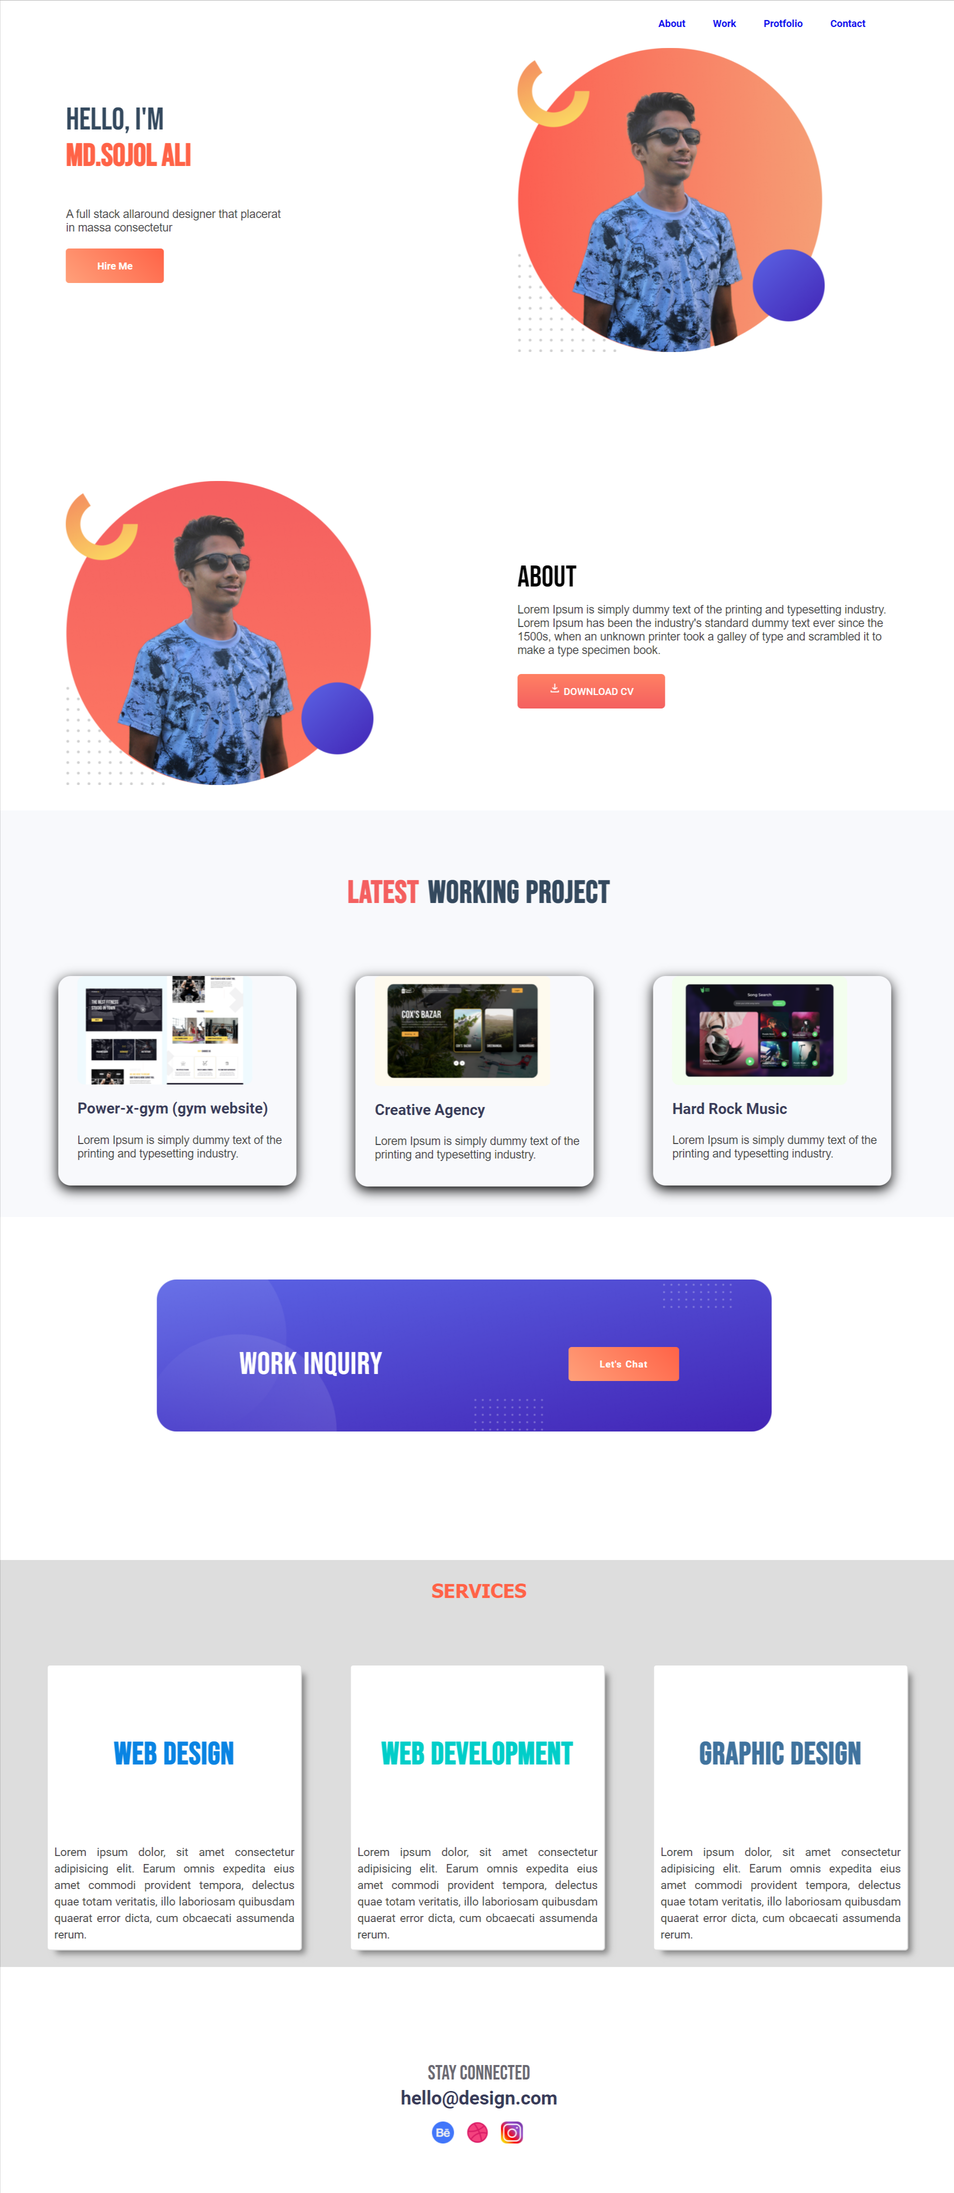 About Work Protfolio Contact
HELLO, I'M
MD.SOJOL ALI
A full stack allaround designer that placerat
in massa consectetur
Hire Me
ABOUT
Lorem Ipsum is simply dummy text of the printing and typesetting industry.
Lorem Ipsum has been the industry's standard dummy text ever since the
1500s, when an unknown printer took a galley of type and scrambled it to
make a type specimen book.
DOWNLOAD CV
LATEST WORKING PROJECT
THE BEST FITNESS
STUDIO IN TOWN
Power-x-gym (gym website)
Lorem Ipsum is simply dummy text of the
printing and typesetting industry.
COX'S BAZAR
Creative Agency
Lorem Ipsum is simply dummy text of the
printing and typesetting industry.
Song Search
Hard Rock Music
Lorem Ipsum is simply dummy text of the
printing and typesetting industry.
WORK INQUIRY
Let's Chat
SERVICES
WEB DESIGN
Lorem ipsum dolor, sit amet consectetur
adipisicing elit. Earum omnis expedita eius
amet commodi provident tempora, delectus
quae totam veritatis, illo laboriosam quibusdam
quaerat error dicta, cum obcaecati assumenda
rerum.
WEB DEVELOPMENT
Lorem ipsum dolor, sit amet consectetur
adipisicing elit. Earum omnis expedita eius
amet commodi provident tempora, delectus
quae totam veritatis, illo laboriosam quibusdam
quaerat error dicta, cum obcaecati assumenda
rerum.
GRAPHIC DESIGN
Lorem ipsum dolor, sit amet consectetur
adipisicing elit. Earum omnis expedita eius
amet commodi provident tempora, delectus
quae totam veritatis, illo laboriosam quibusdam
quaerat error dicta, cum obcaecati assumenda
rerum.
STAY CONNECTED
hello@design.com
Bē